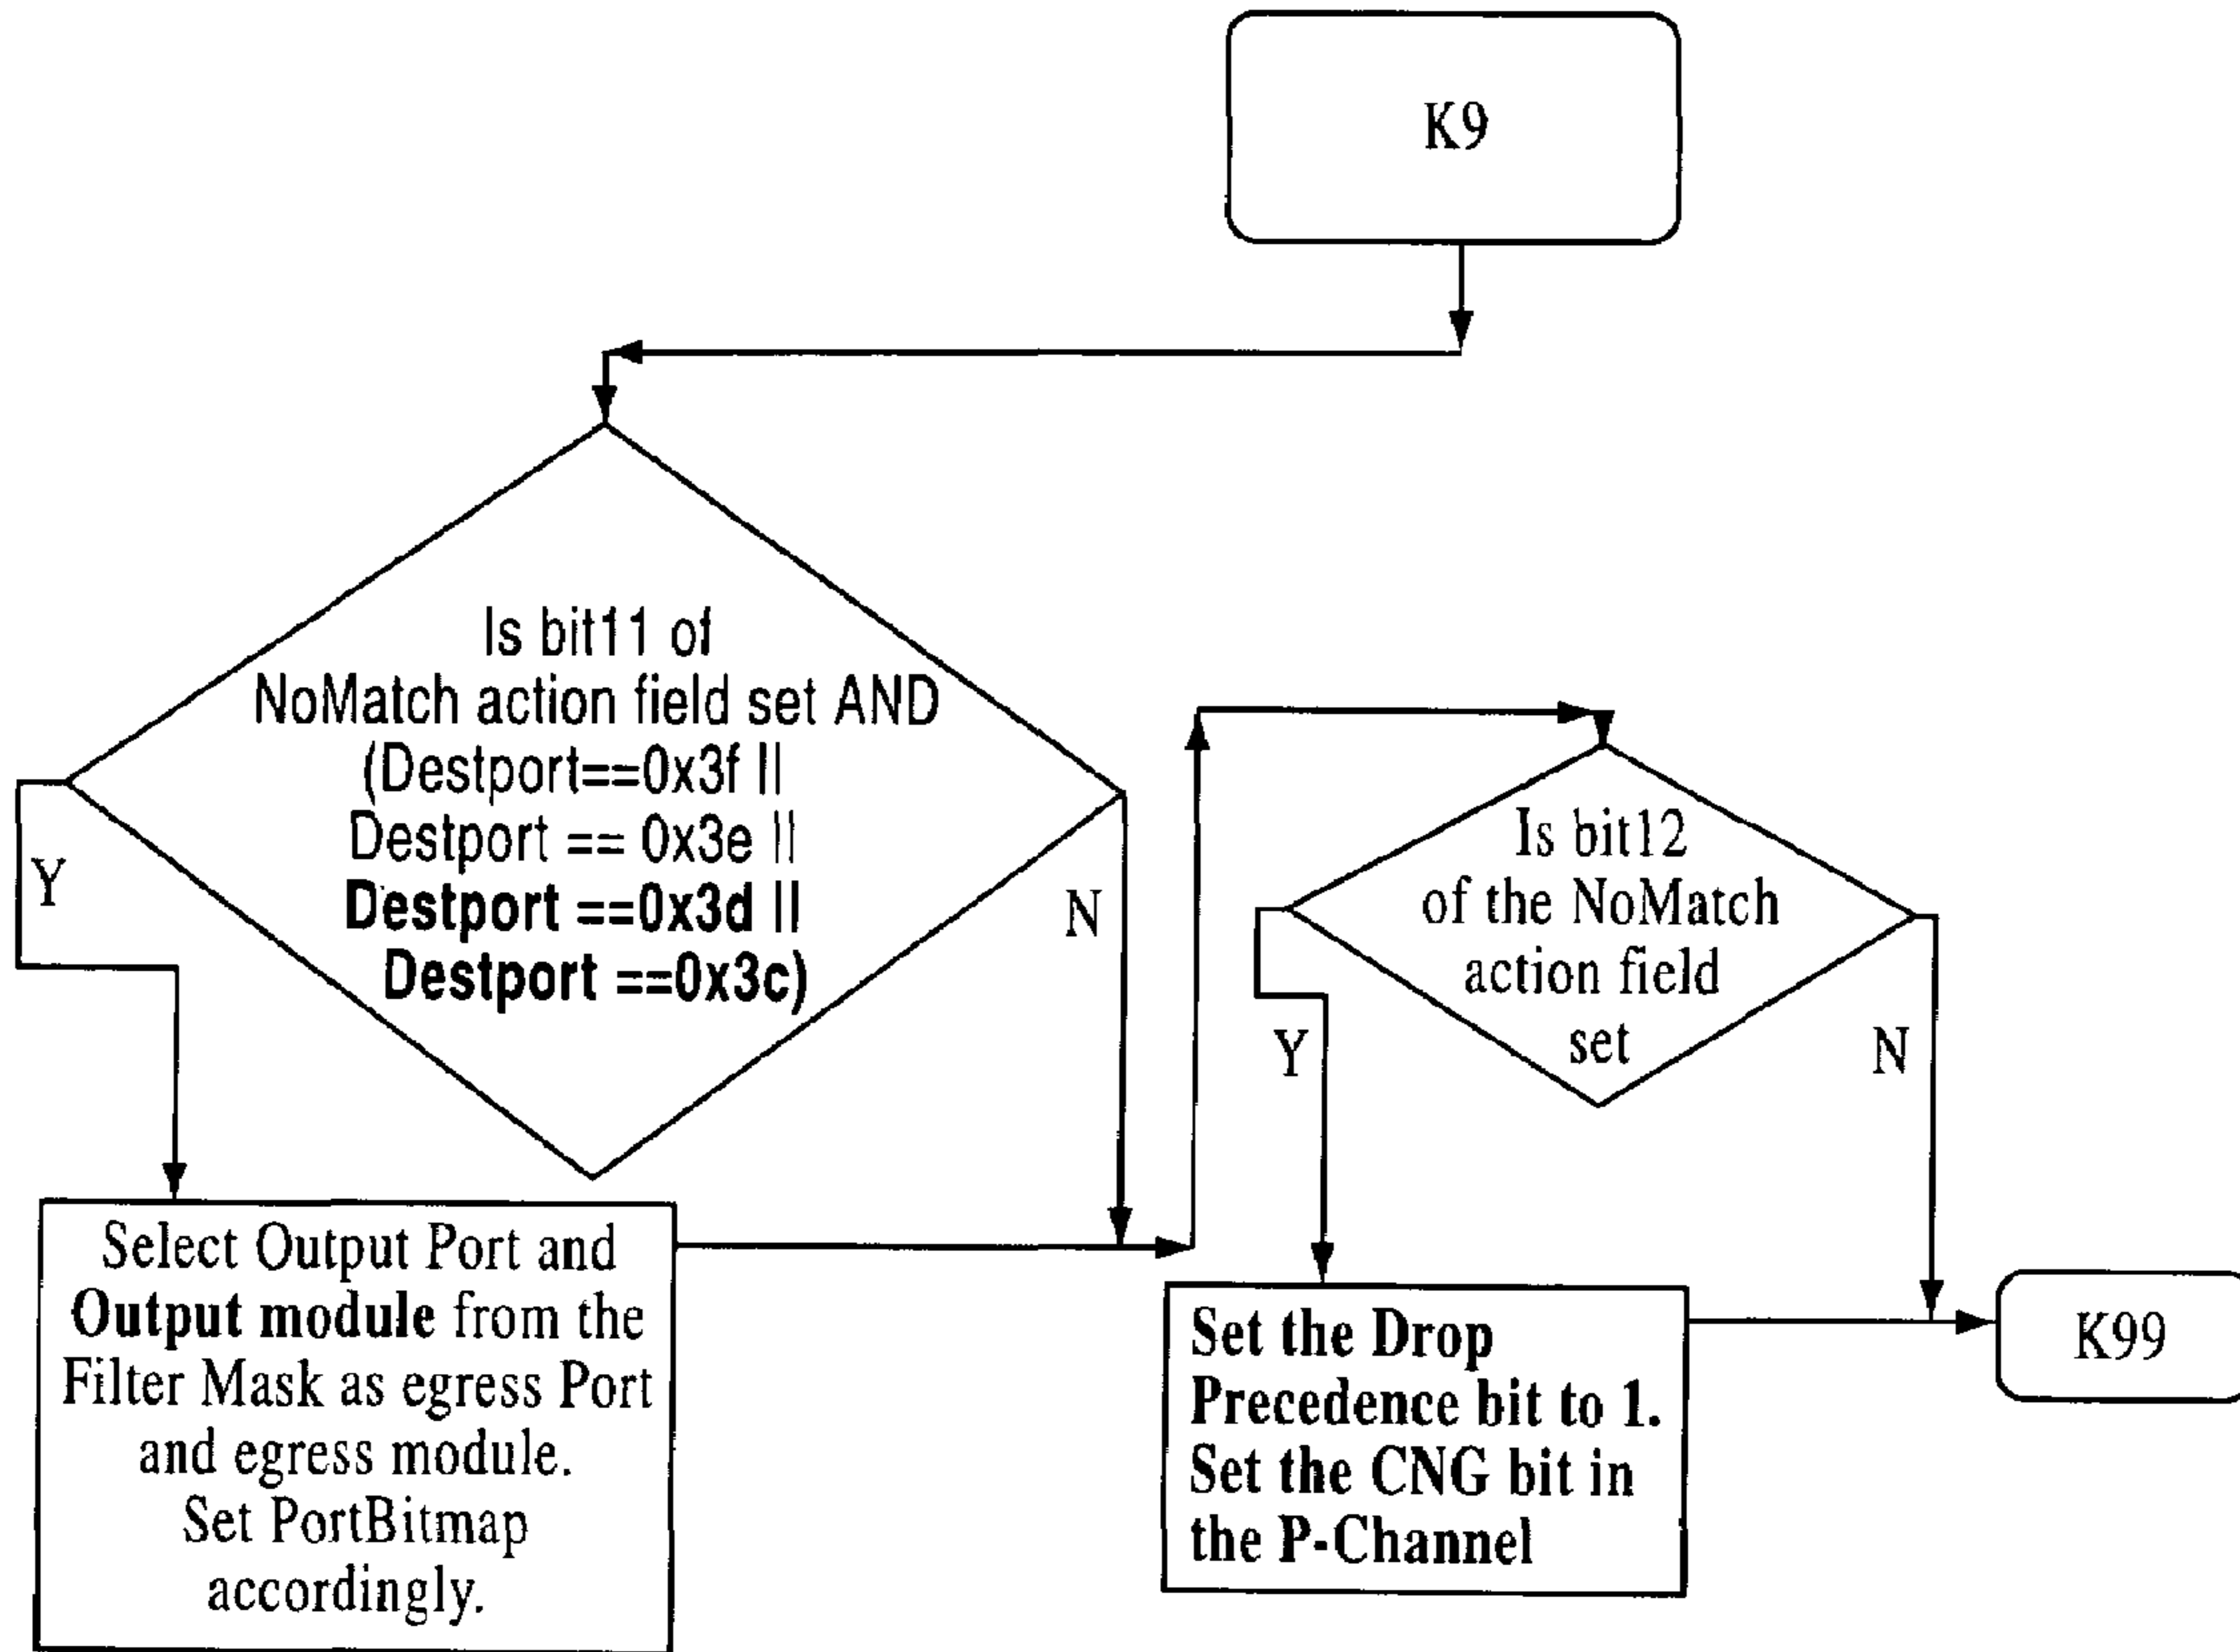 K9
Is bit11 of
NoMatch action field set AND
(Destport==0x3f ||
Destport == 0x3e ||
Destport ==0x3d ||
Destport ==0x3c)
Y
N
Select Output Port and
Output module from the
Filter Mask as egress Port
and egress module.
Set PortBitmap
accordingly.
Is bit12
of the NoMatch
action field
set
Y
N
Set the Drop
Precedence bit to 1.
Set the CNG bit in
the P-Channel
K99